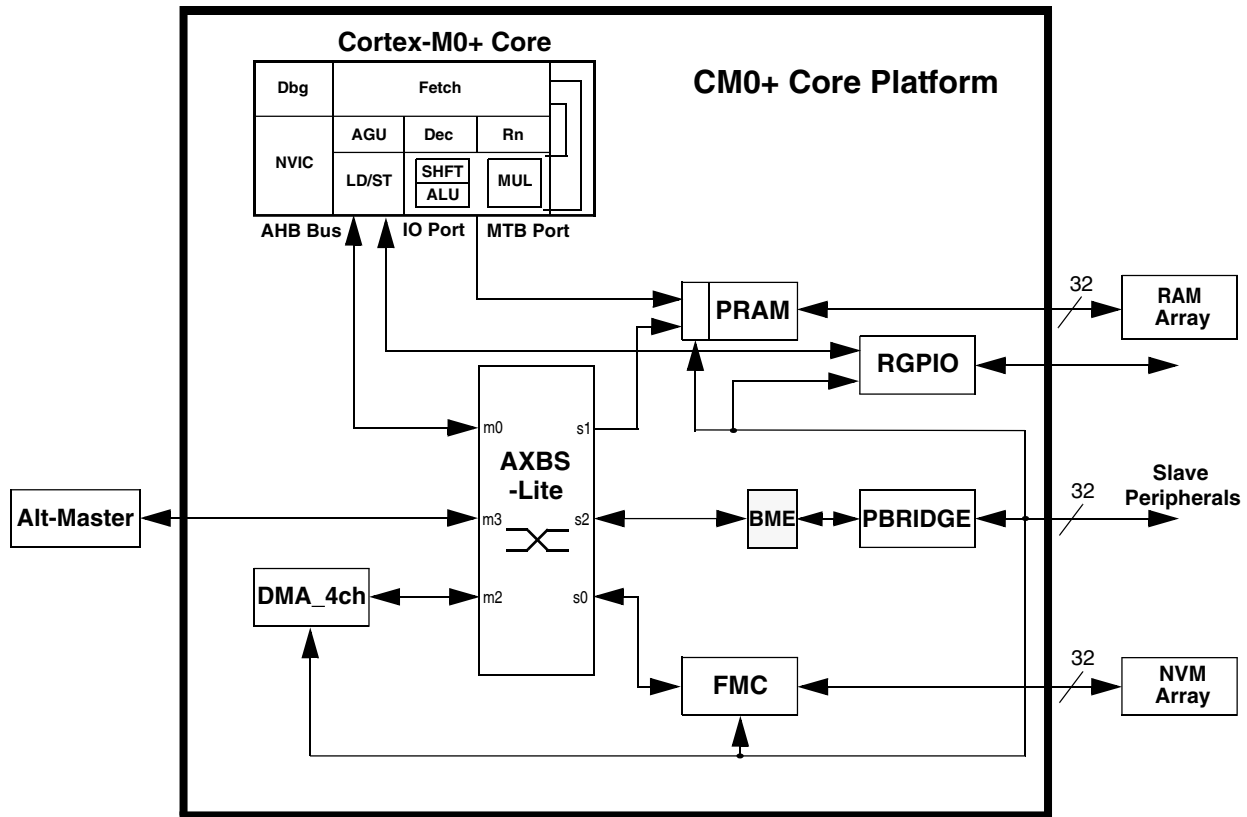 Cortex-M0+ Core
CM0+ Core Platform
Dbg
Fetch
AGU
Dec
Rn
NVIC
LD/ST
SHFT
ALU
MUL
AHB Bus
IO Port
MTB Port
PRAM
32
RAM
Array
RGPIO
m0
s1
AXBS
-Lite
Alt-Master
m3
s2
BME
PBRIDGE
32
Slave
Peripherals
DMA_4ch
m2
s0
FMC
32
NVM
Array